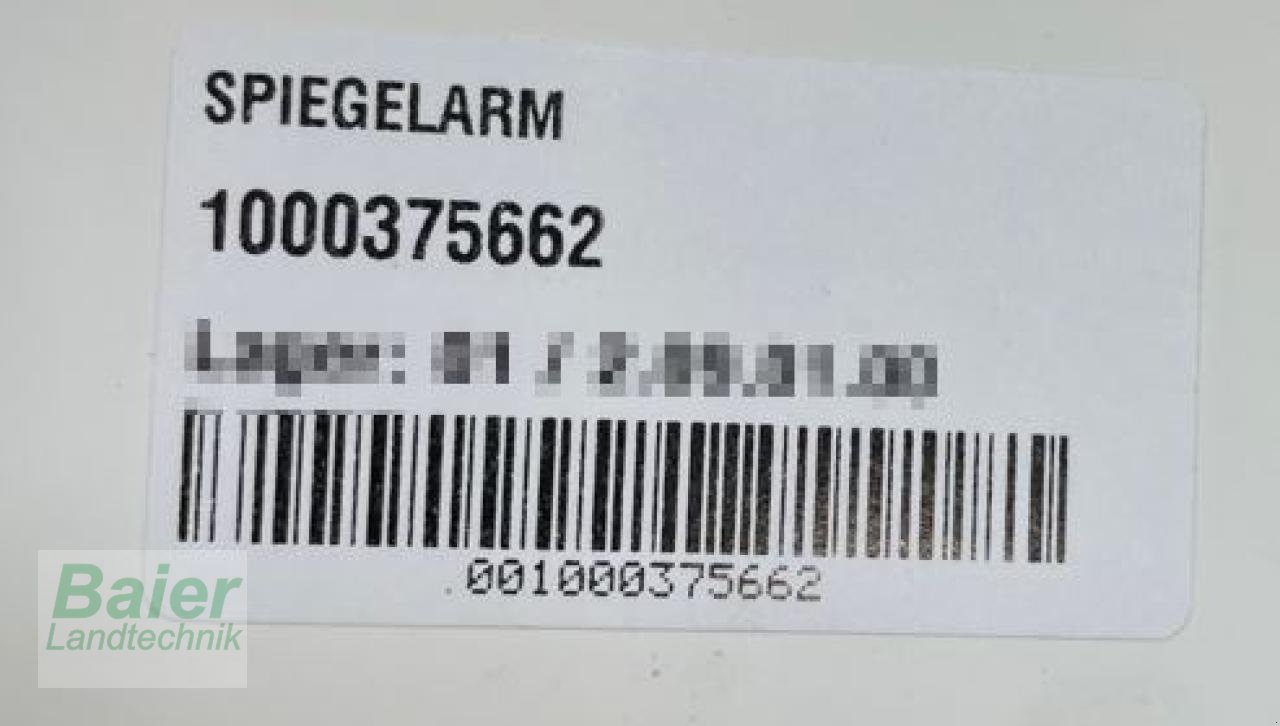 SPIEGELARM
1000375662
.001000375662
Baier
Landtechnik